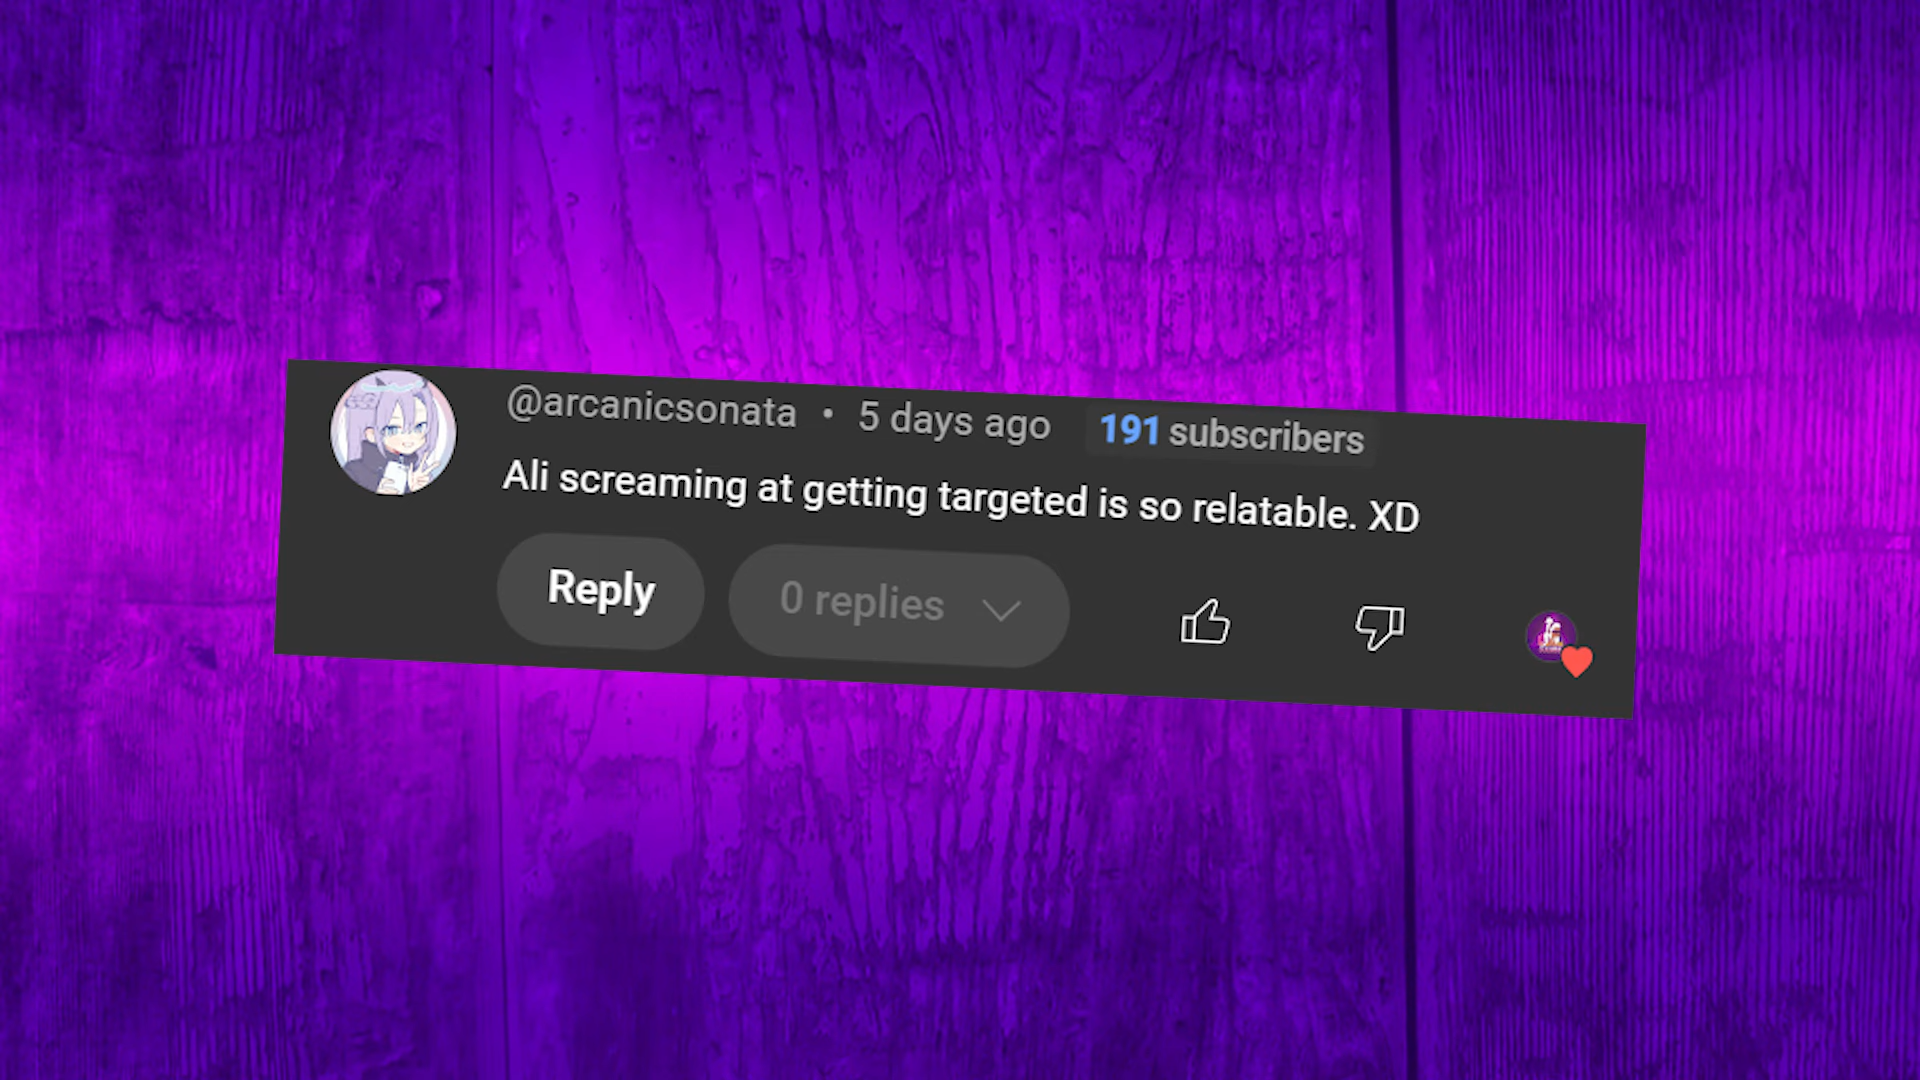 @arcanicsonata • 5 days ago 191 subscribers
Ali screaming at getting targeted is so relatable. XD
Reply 0 replies